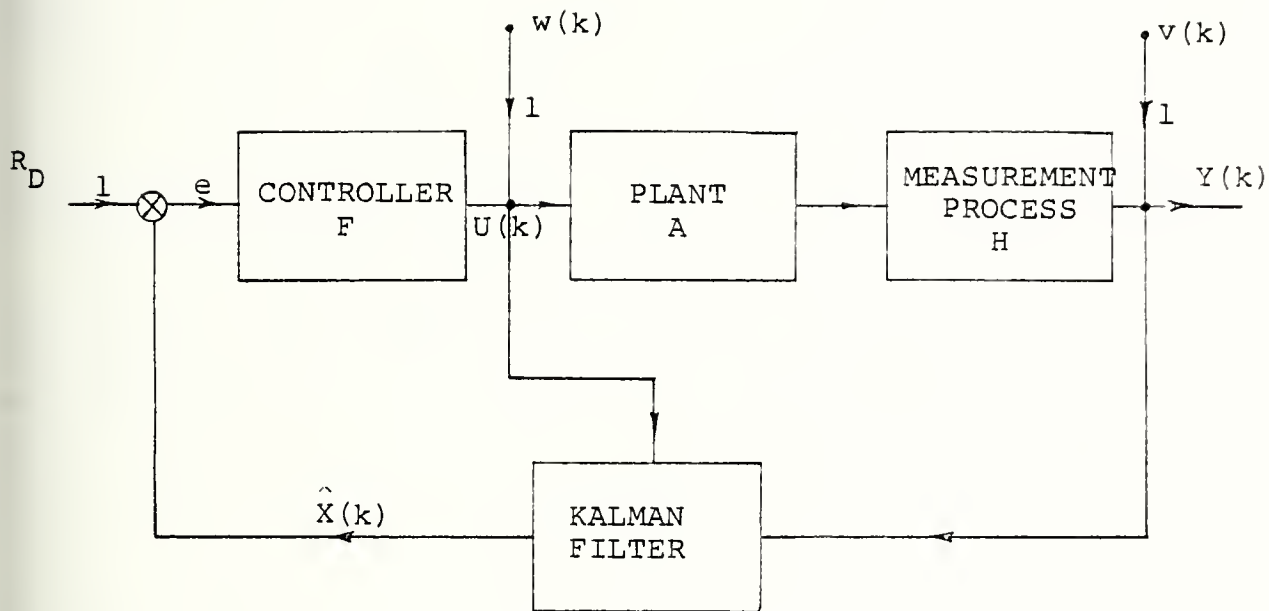 w(k)
v(k)
1
1
R_D
1
e
CONTROLLER
F
U(k)
PLANT
A
MEASUREMENT
PROCESS
H
Y(k)
X̂(k)
KALMAN
FILTER